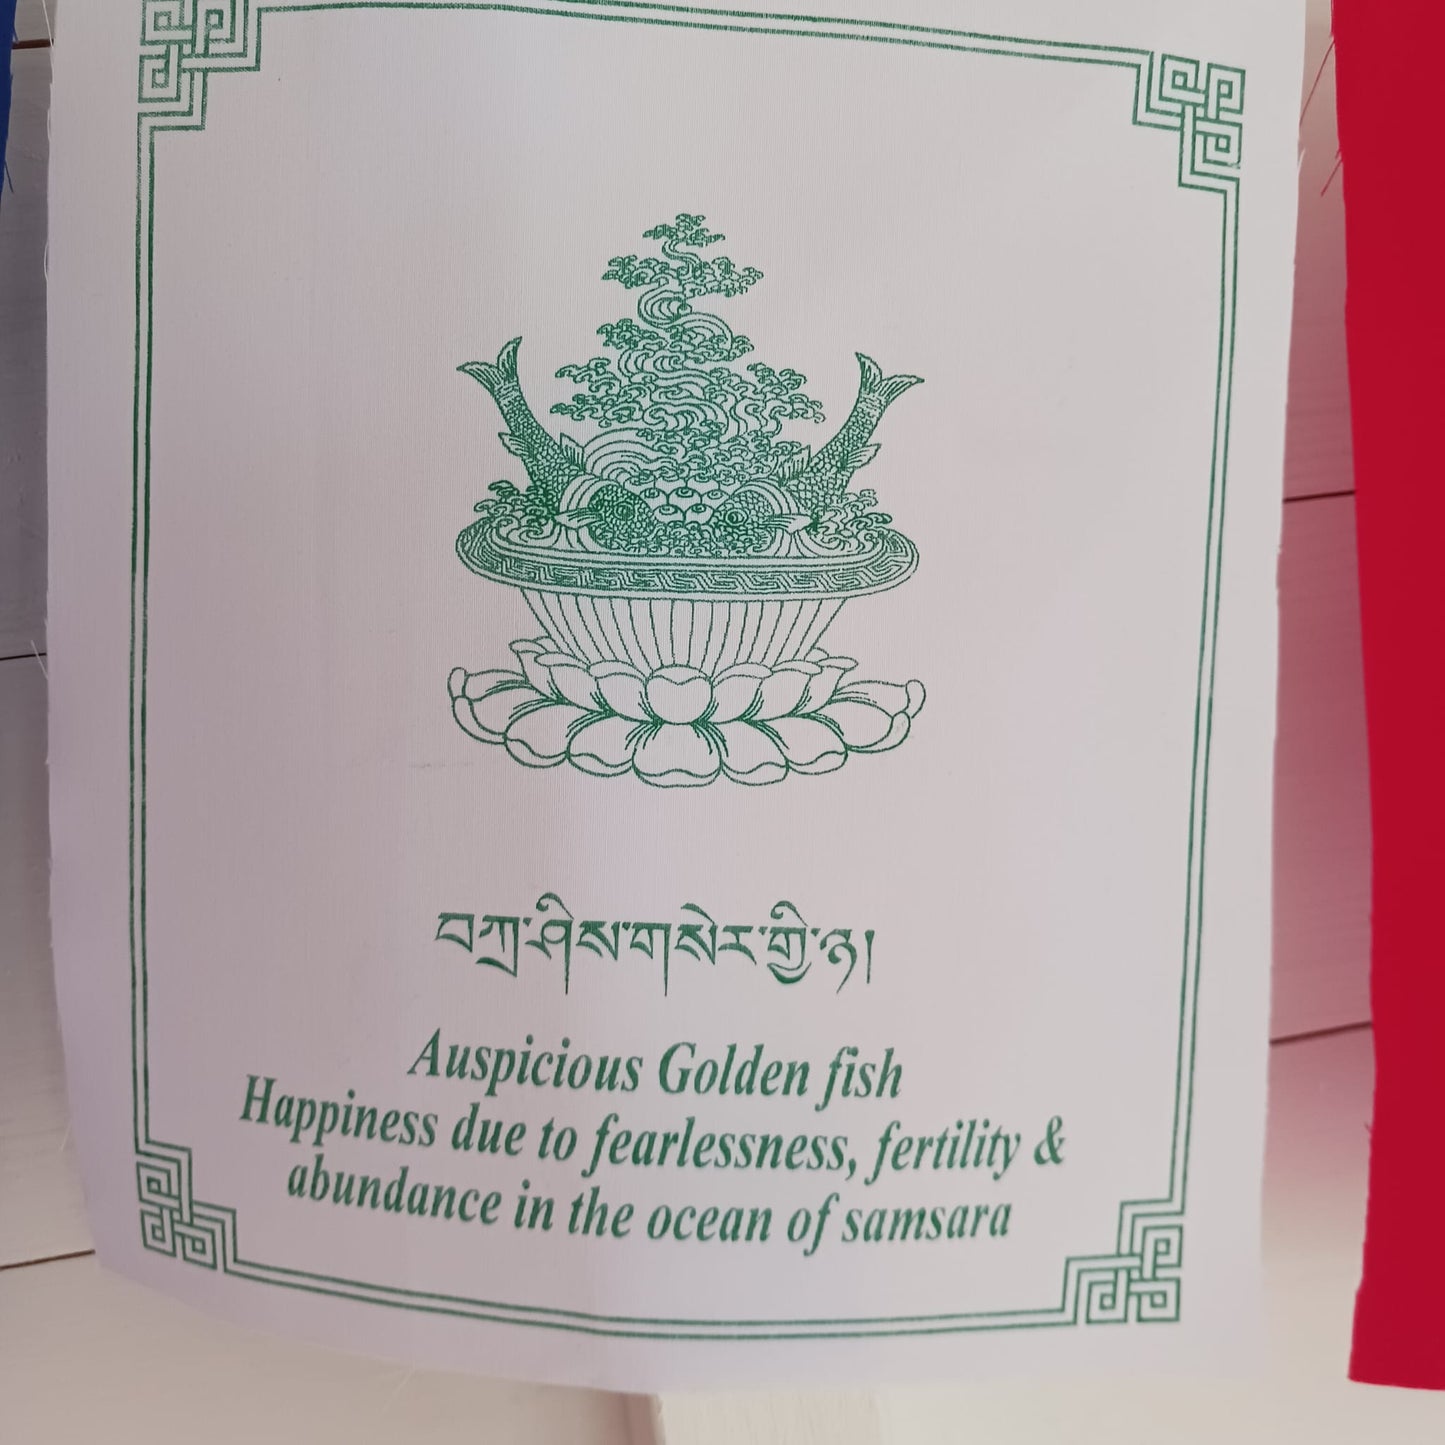 བཀྲ་ཤིས་གསེར་གྱི་ཉ།
Auspicious Golden fish
Happiness due to fearlessness, fertility &
abundance in the ocean of samsara